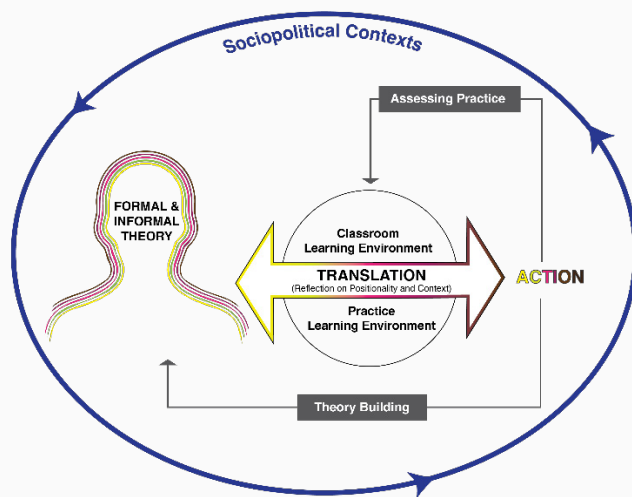 Sociopolitical Contexts
Assessing Practice
FORMAL &
INFORMAL
THEORY
Classroom
Learning Environment
TRANSLATION
(Reflection on Positionality and Context)
Practice
Learning Environment
ACTION
Theory Building